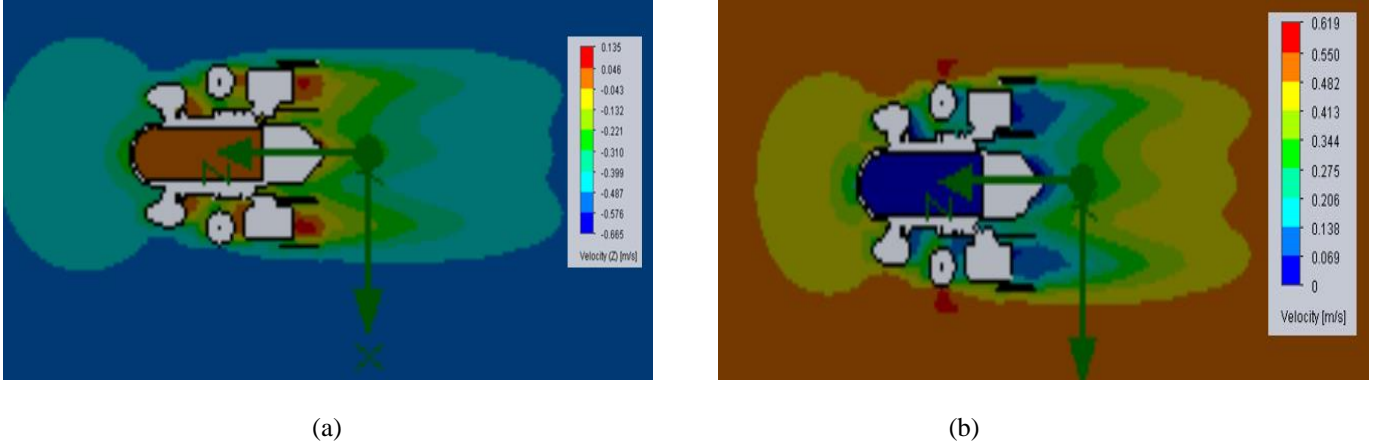 0.135
0.046
-0.043
-0.132
-0.221
-0.310
-0.399
-0.487
-0.576
-0.665
Velocity (Z) [m/s]
Z
X
(a)
0.619
0.550
0.482
0.413
0.344
0.275
0.206
0.138
0.069
0
Velocity [m/s]
Z
(b)